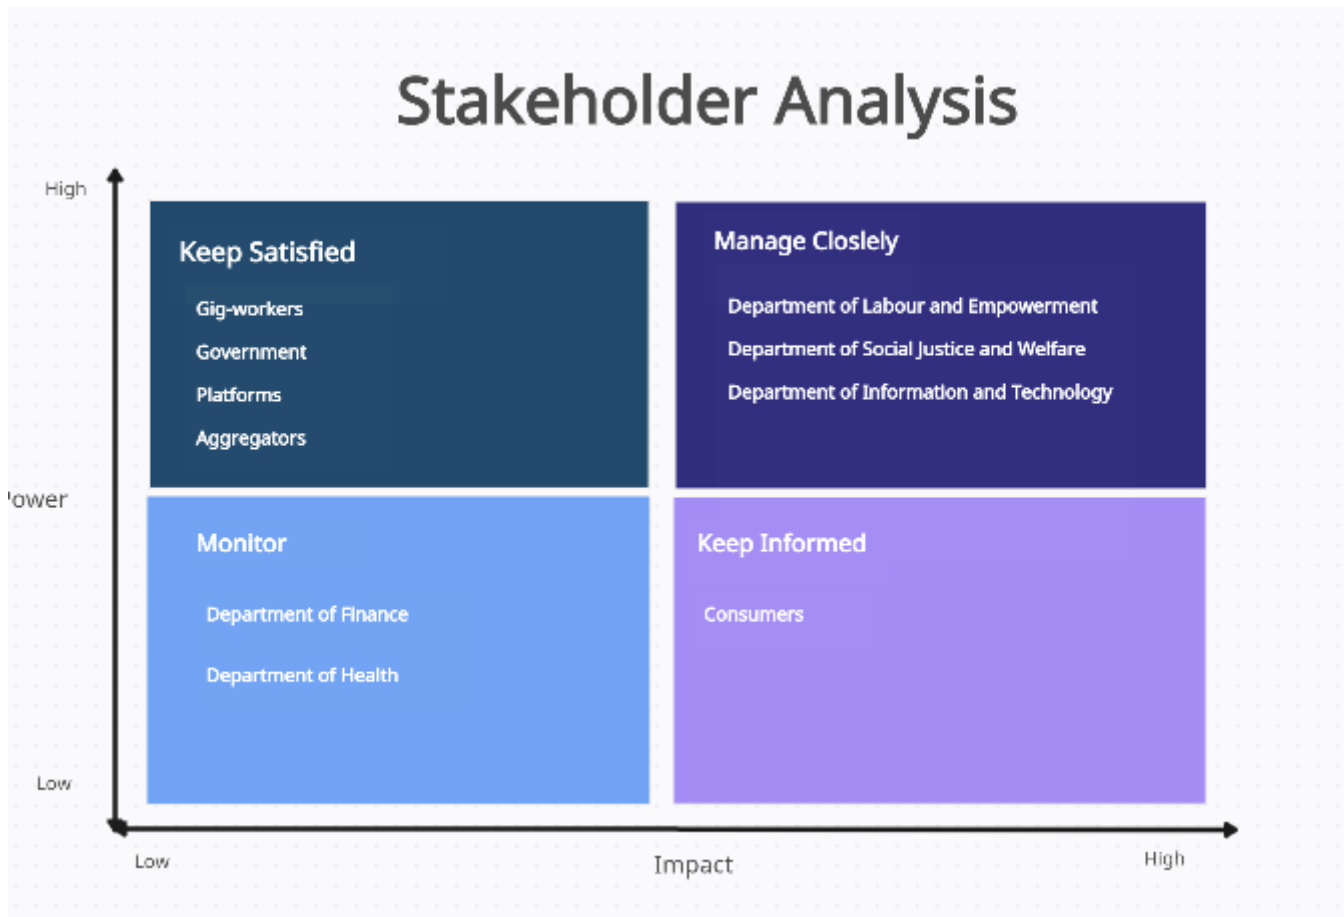 Stakeholder Analysis
High
Keep Satisfied
Gig-workers
Government
Platforms
Aggregators
Manage Closlely
Department of Labour and Empowerment
Department of Social Justice and Welfare
Department of Information and Technology
ower
Monitor
Department of Finance
Department of Health
Keep Informed
Consumers
Low
Low
Impact
High